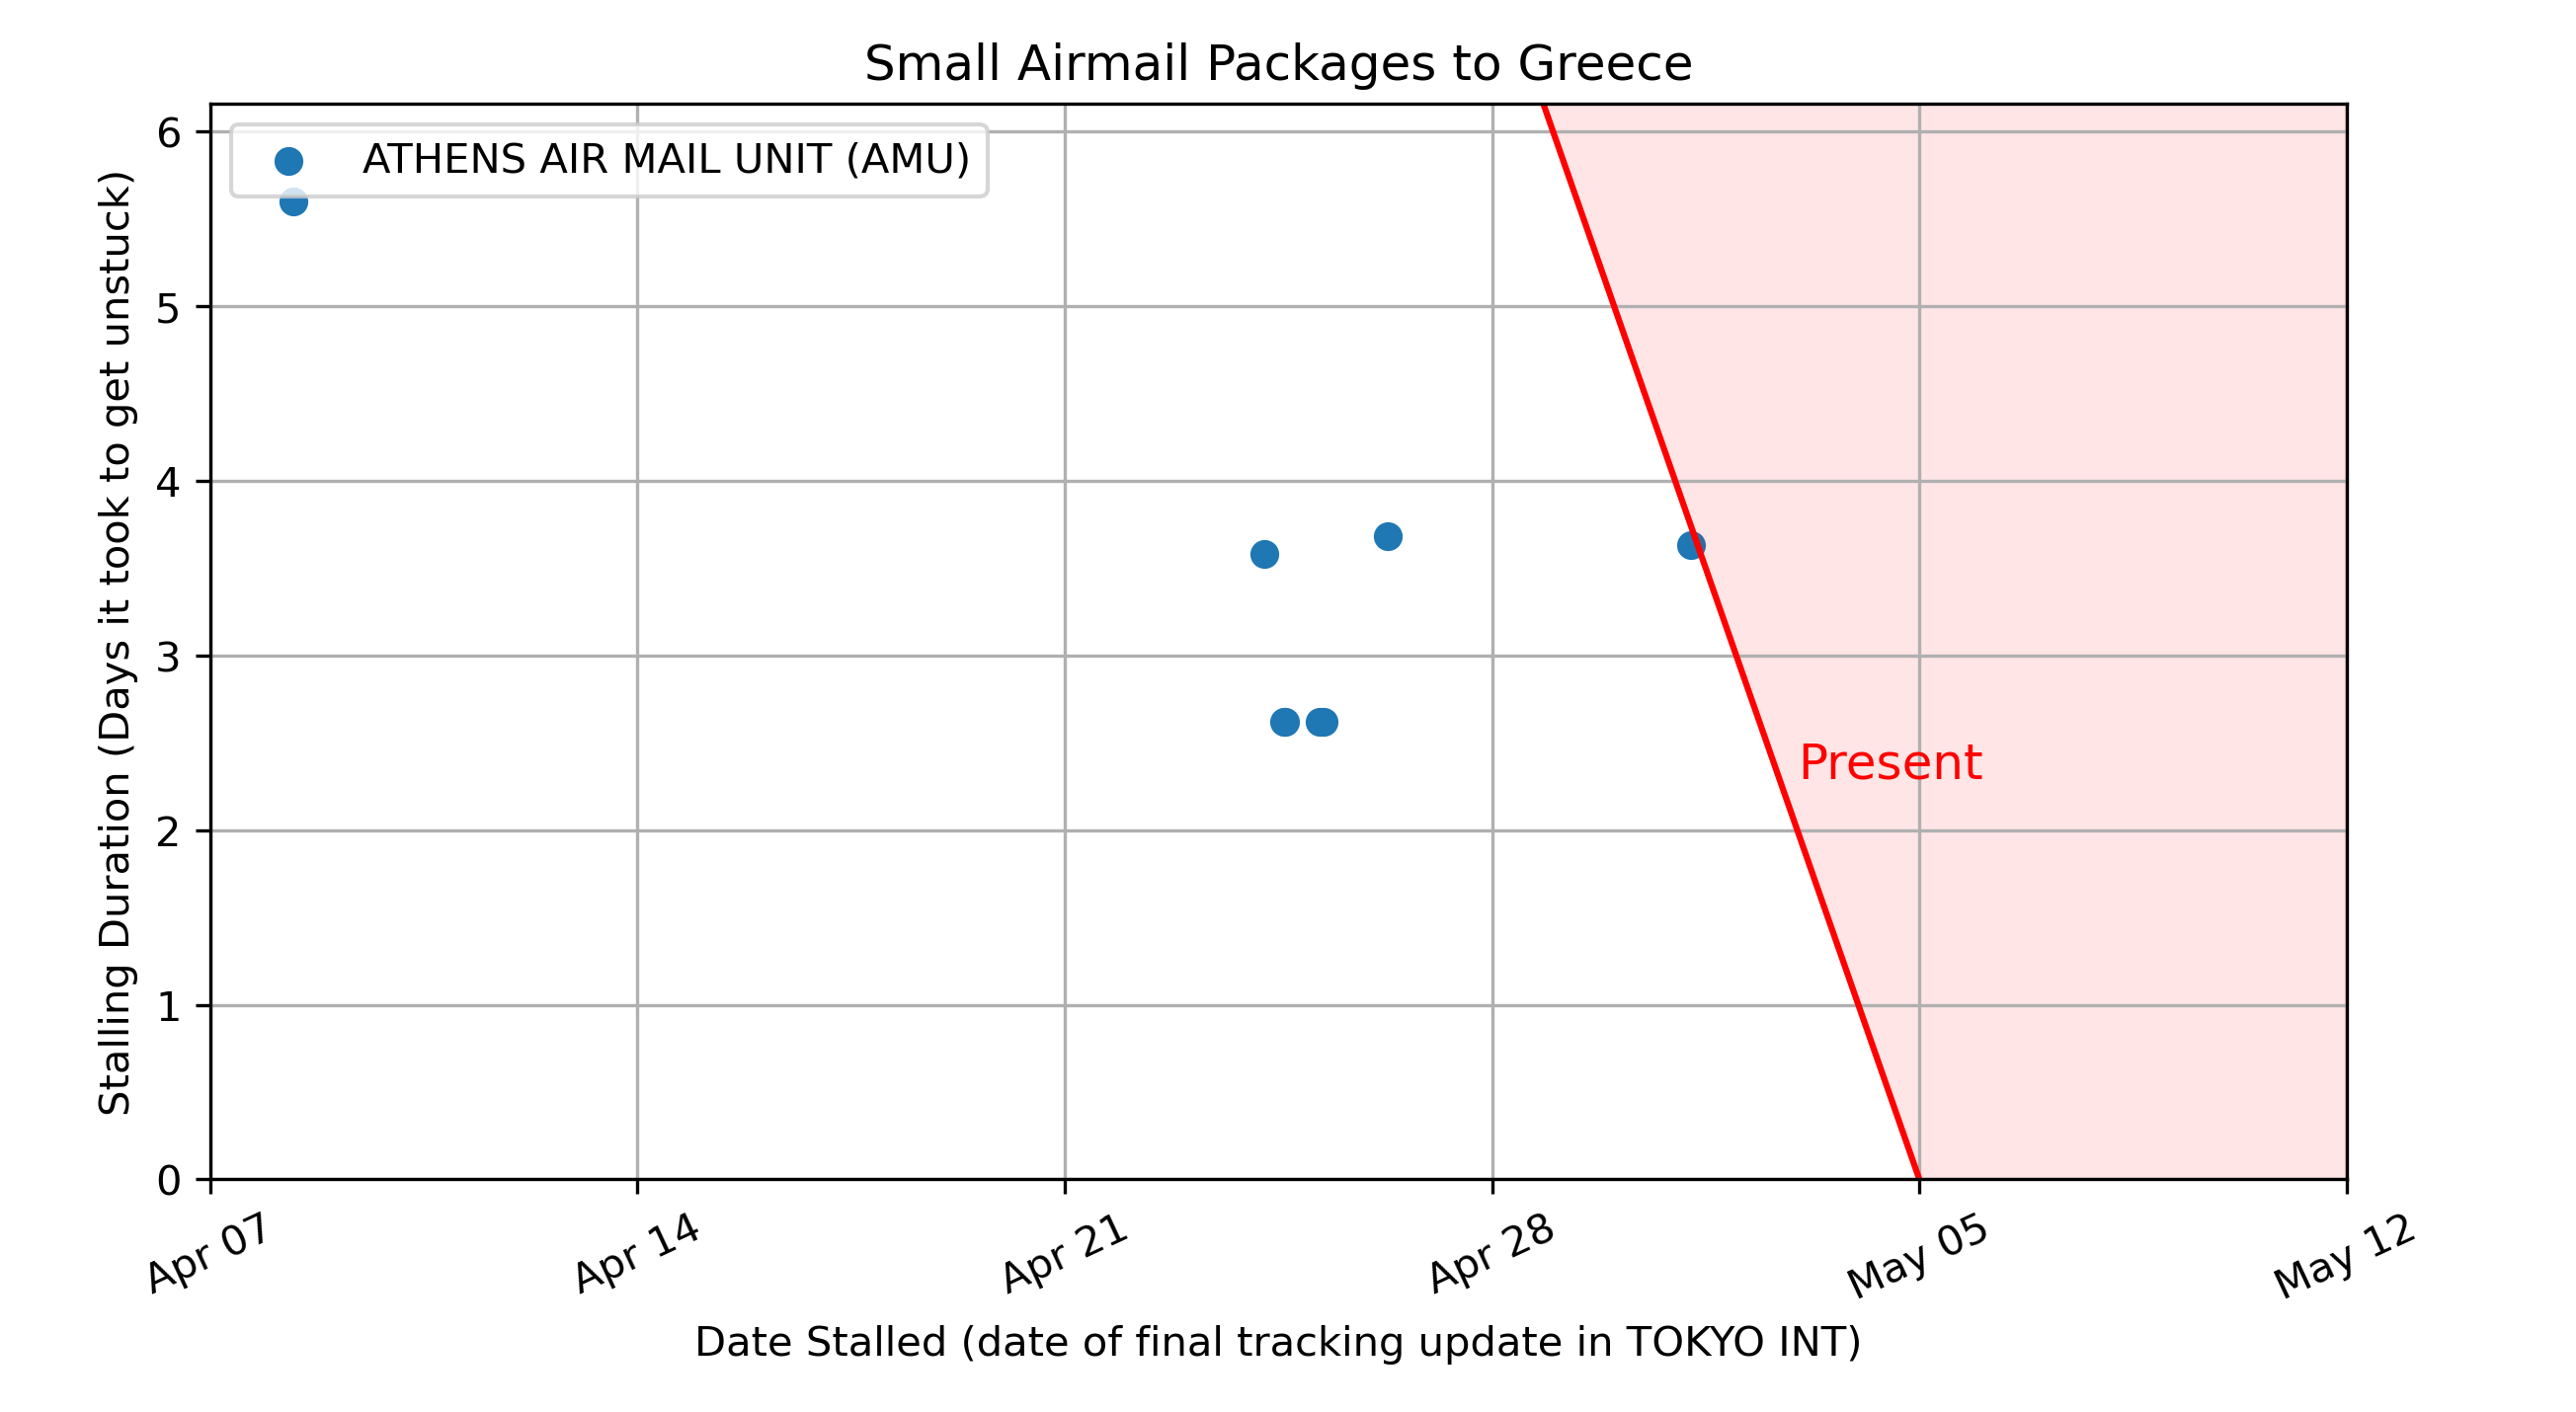 Small Airmail Packages to Greece
ATHENS AIR MAIL UNIT (AMU)
Stalling Duration (Days it took to get unstuck)
6
5
4
3
2
1
0
Present
Apr 07
Apr 14
Apr 21
Apr 28
May 05
May 12
Date Stalled (date of final tracking update in TOKYO INT)